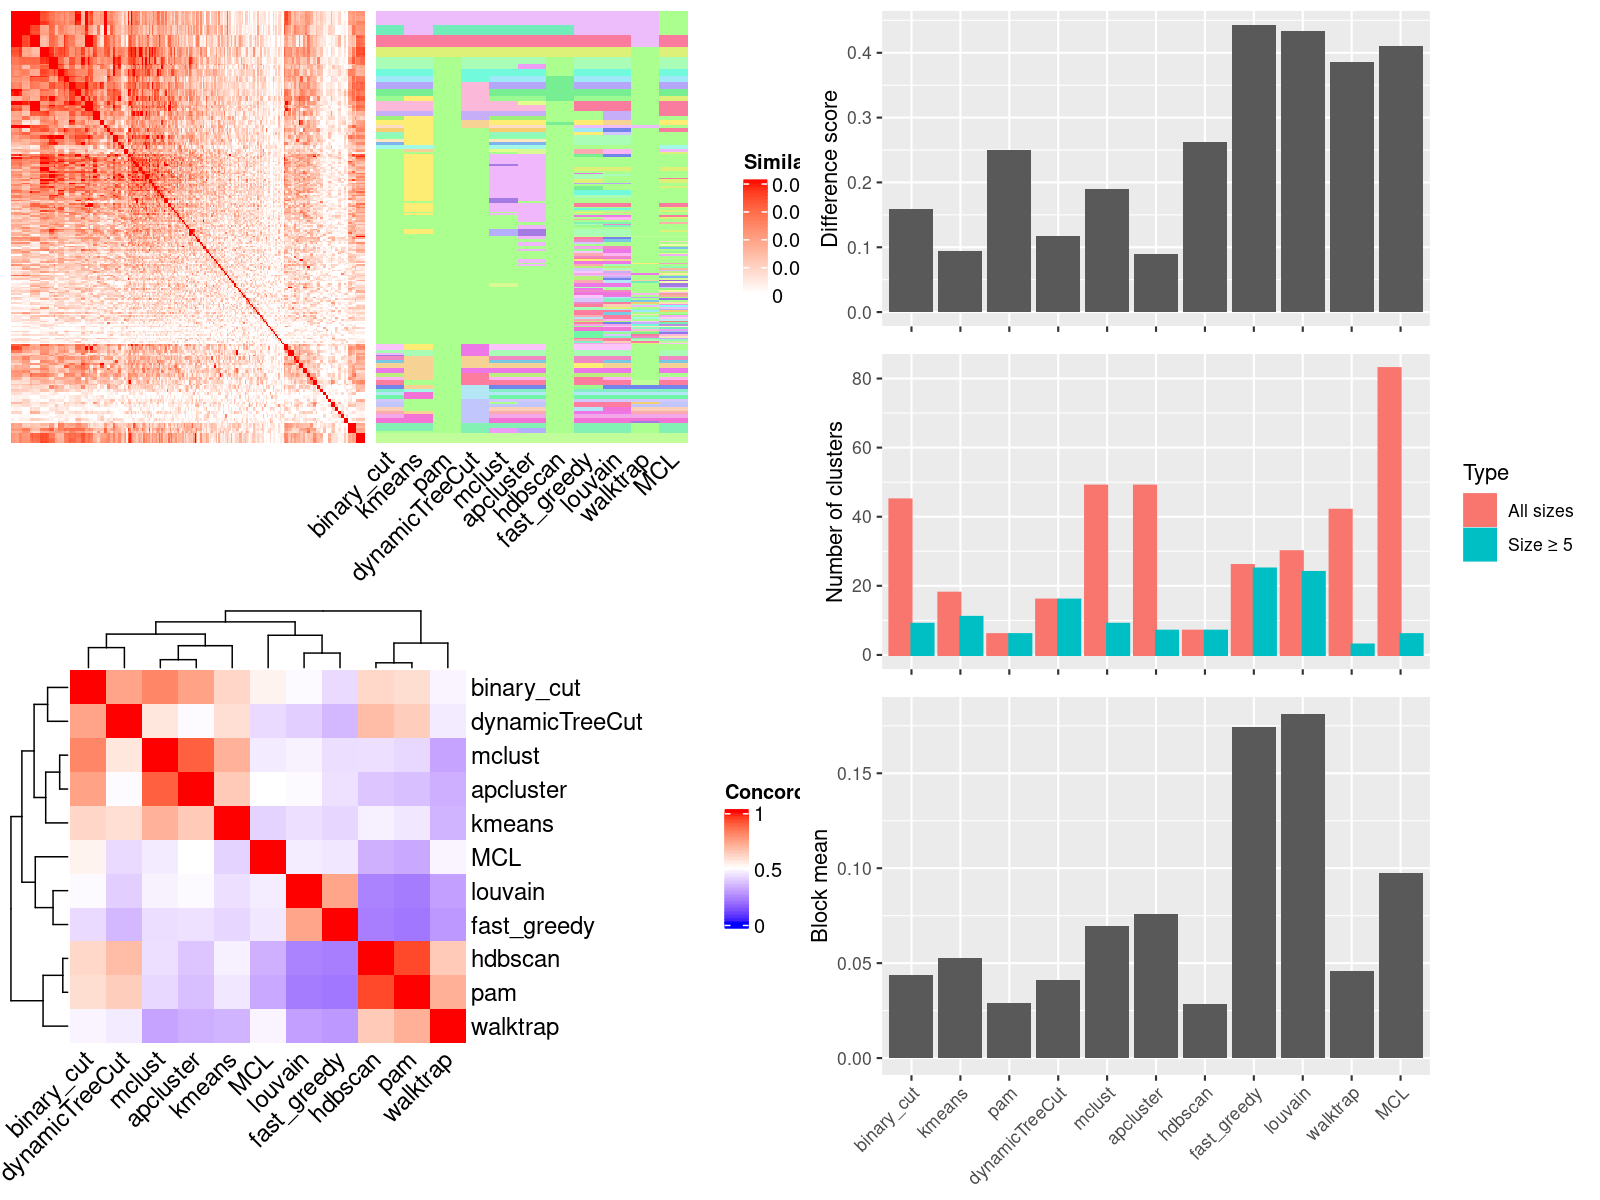 Simila
0.0
0.0
0.0
0.0
0
binary_cut
kmeans
pam
dynamicTreeCut
mclust
apcluster
hdbscan
fast_greedy
louvain
walktrap
MCL
binary_cut
dynamicTreeCut
mclust
apcluster
kmeans
MCL
louvain
fast_greedy
hdbscan
pam
walktrap
Concord
1
0.5
0
binary_cut
dynamicTreeCut
mclust
apcluster
kmeans
MCL
louvain
fast_greedy
hdbscan
pam
walktrap
Difference score
0.4
0.3
0.2
0.1
0.0
Number of clusters
80
60
40
20
0
Type
All sizes
Size ≥ 5
Block mean
0.15
0.10
0.05
0.00
binary_cut
kmeans
pam
dynamicTreeCut
mclust
apcluster
hdbscan
fast_greedy
louvain
walktrap
MCL